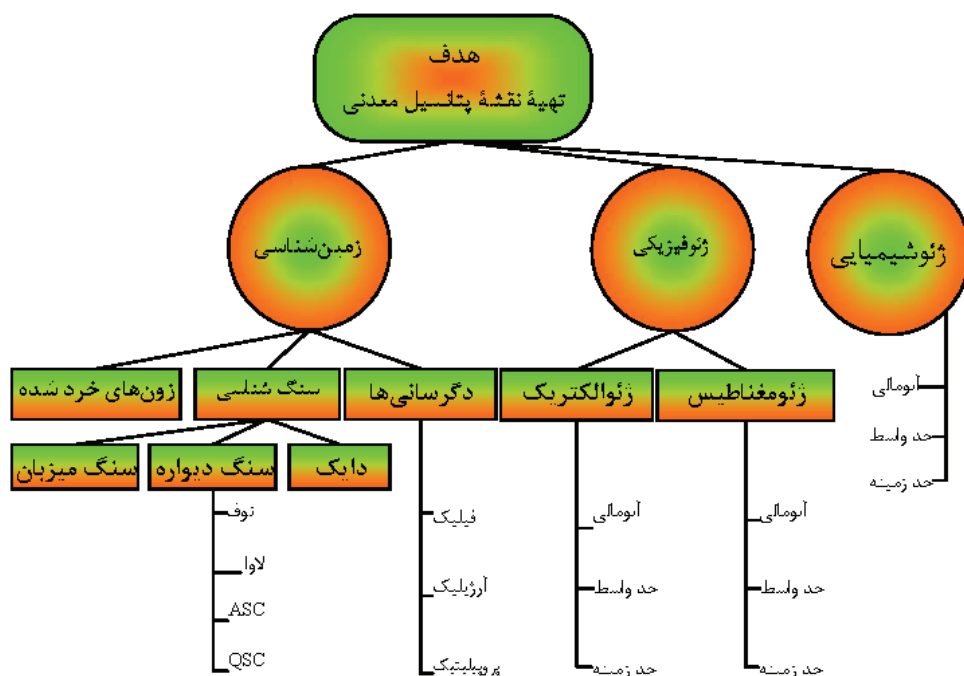 هدف
تهیهٔ نقشهٔ پتانسیل معدنی
ژئوشیمیایی
ژئوفیزیکی
زمین‌شناسی
آنومالی
حد واسط
حد زمینه
ژئومغناطیس
ژئوالکتریک
دگرسانی‌ها
سنگ شناسی
زون‌های خرد شده
دایک
سنگ دیواره
سنگ میزبان
آنومالی
حد واسط
حد زمینه
آنومالی
حد واسط
حد زمینه
فیلیک
آرژیلیک
پروپیلیتیک
توف
لاوا
ASC
QSC